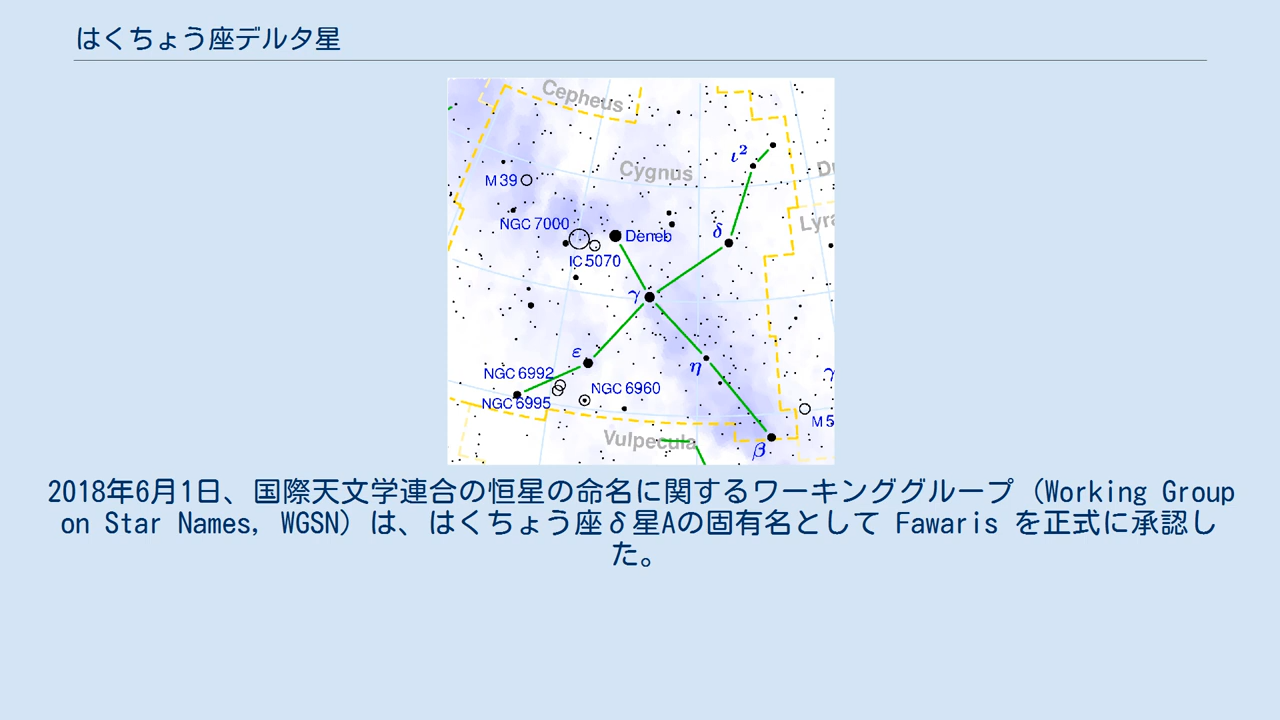 はくちょう座デルタ星
Cepheus
ι²
Cygnus
M 39
NGC 7000
δ
Deneb
IC 5070
γ
ε
η
NGC 6992
NGC 6960
NGC 6995
M 5
Vulpecula
β
Lyra
2018年6月1日、国際天文学連合の恒星の命名に関するワーキンググループ (Working Group
on Star Names, WGSN) は、はくちょう座δ星Aの固有名として Fawaris を正式に承認し
た。